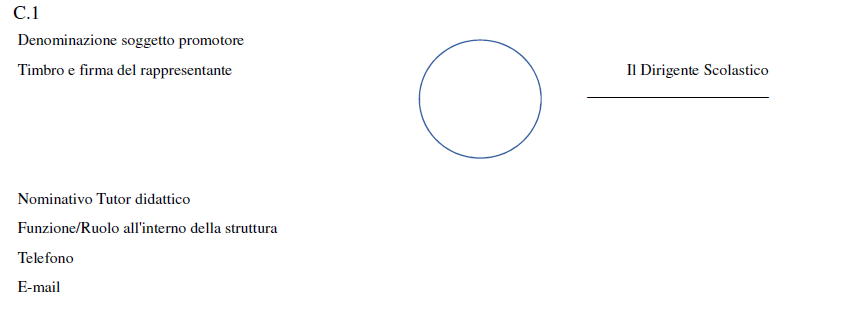 C.1
Denominazione soggetto promotore
Timbro e firma del rappresentante
Il Dirigente Scolastico
Nominativo Tutor didattico
Funzione/Ruolo all'interno della struttura
Telefono
E-mail